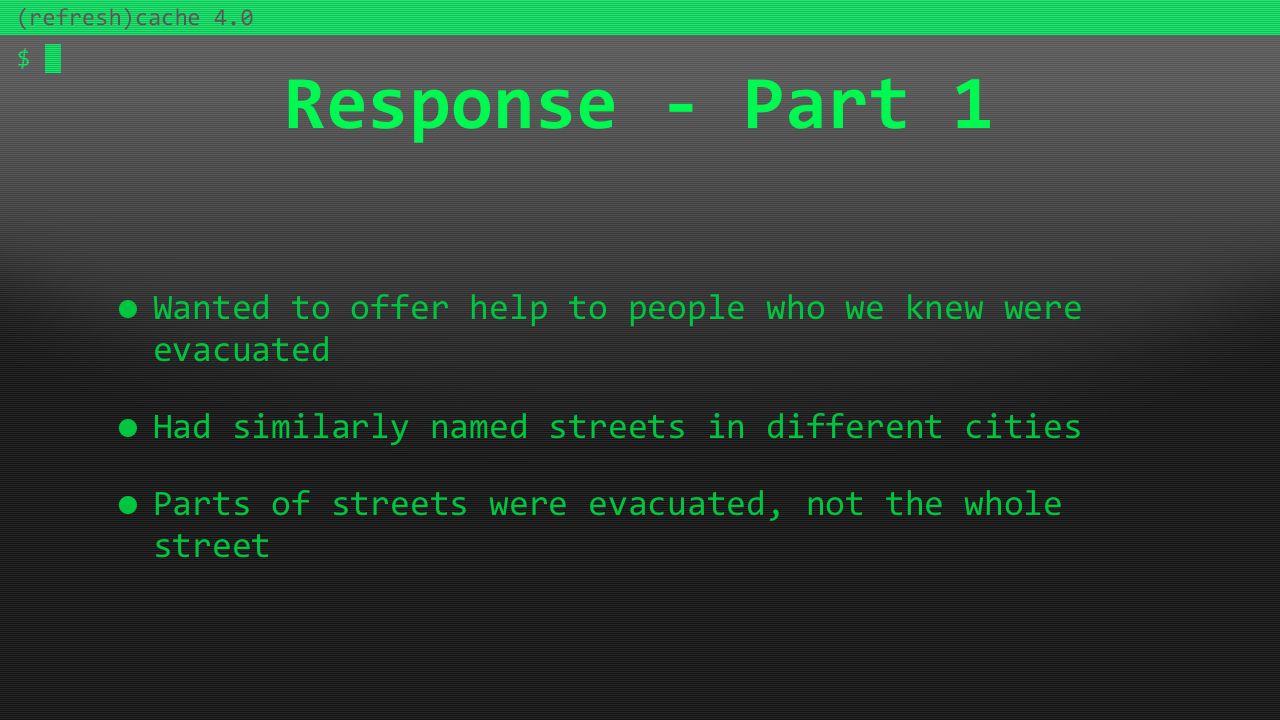 (refresh)cache 4.0
$
Response - Part 1
● Wanted to offer help to people who we knew were
evacuated
● Had similarly named streets in different cities
● Parts of streets were evacuated, not the whole
street